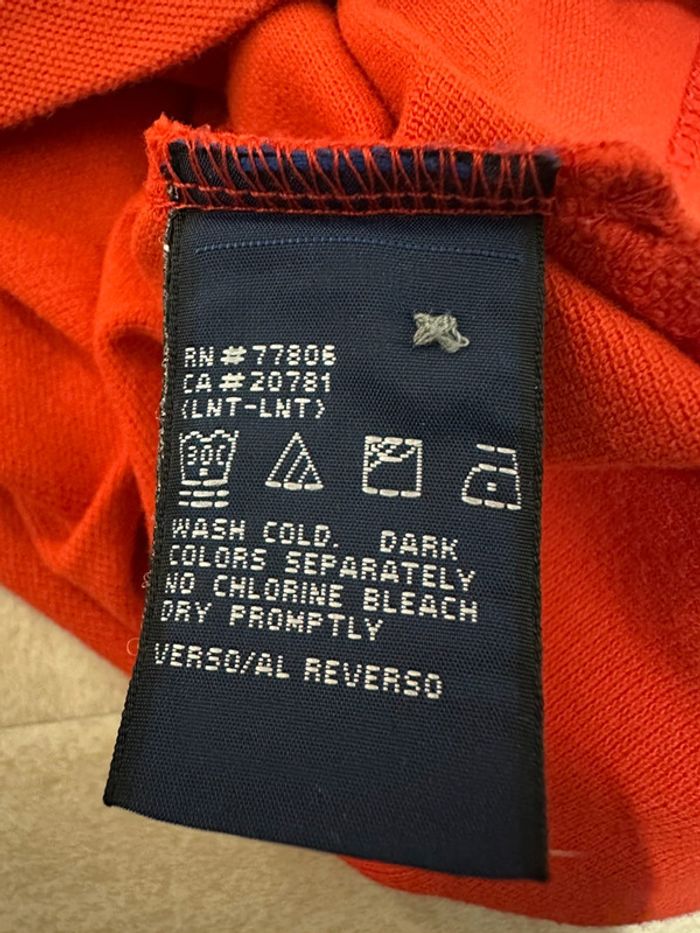 RN #77806
CA #20781
(LNT-LNT)
30C
WASH COLD. DARK
COLORS SEPARATELY
NO CHLORINE BLEACH
DRY PROMPTLY
VERSO/AL REVERSO